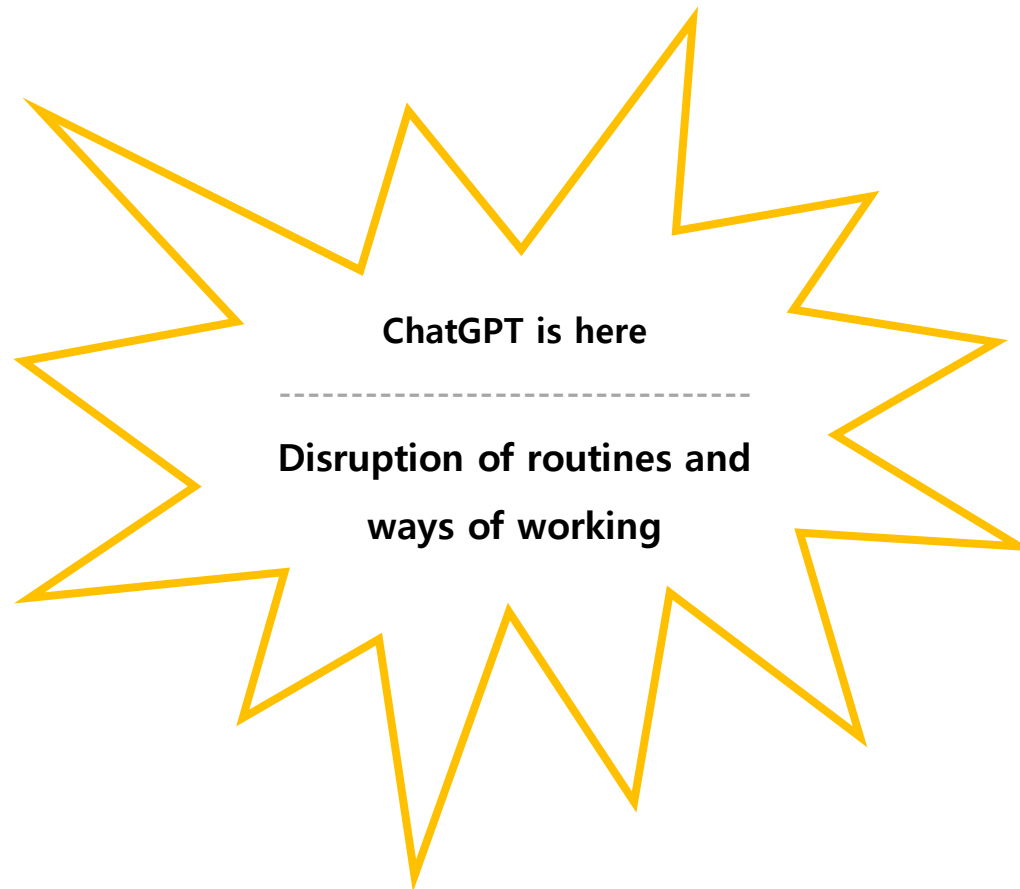 ChatGPT is here
Disruption of routines and
ways of working